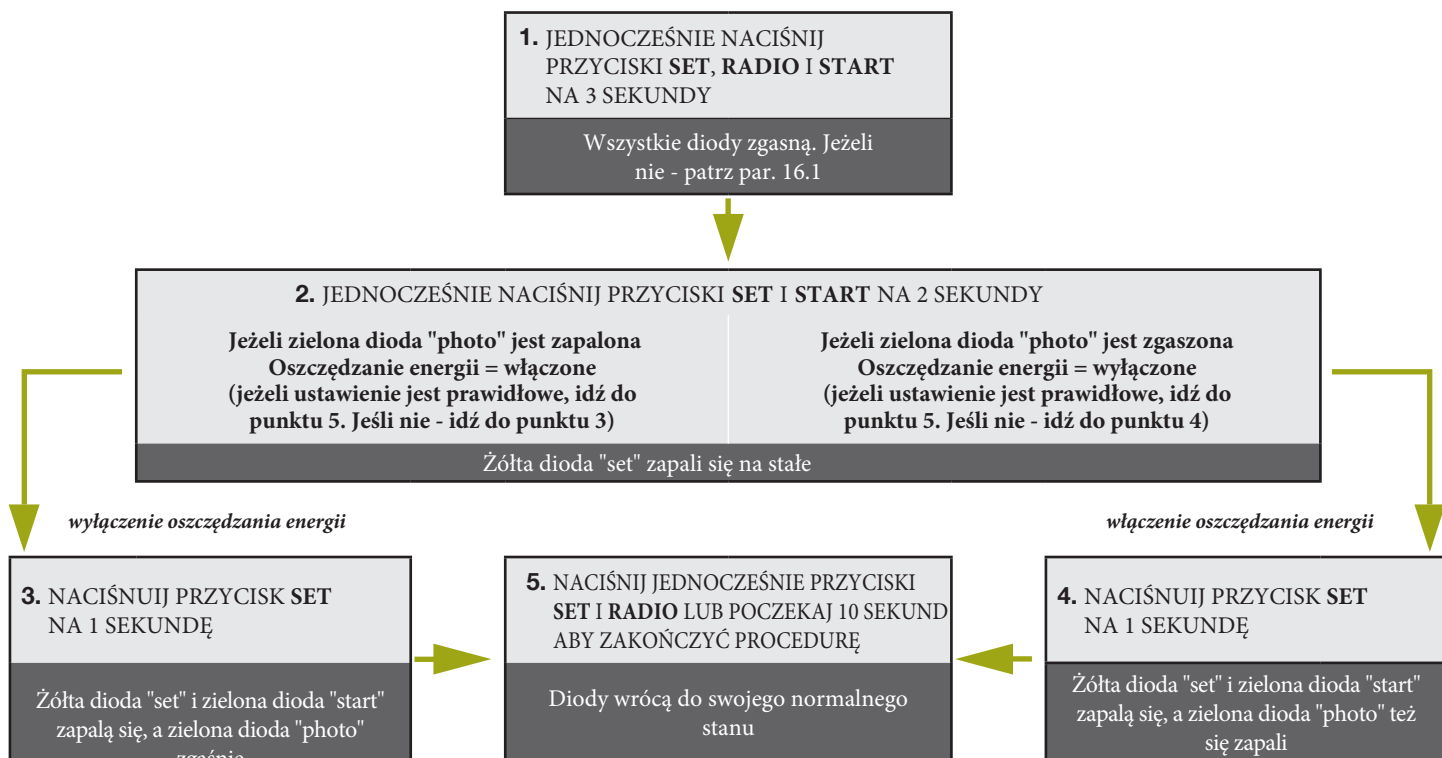 1. JEDNOCZEŚNIE NACIŚNIJ
PRZYCISKI SET, RADIO I START
NA 3 SEKUNDY
Wszystkie diody zgasną. Jeżeli
nie - patrz par. 16.1
2. JEDNOCZEŚNIE NACIŚNIJ PRZYCISKI SET I START NA 2 SEKUNDY
Jeżeli zielona dioda "photo" jest zapalona
Oszczędzanie energii = włączone
(jeżeli ustawienie jest prawidłowe, idź do
punktu 5. Jeśli nie - idź do punktu 3)
Jeżeli zielona dioda "photo" jest zgaszona
Oszczędzanie energii = wyłączone
(jeżeli ustawienie jest prawidłowe, idź do
punktu 5. Jeśli nie - idź do punktu 4)
Żółta dioda "set" zapali się na stałe
wyłączenie oszczędzania energii
włączenie oszczędzania energii
3. NACIŚNUIJ PRZYCISK SET
NA 1 SEKUNDĘ
Żółta dioda "set" i zielona dioda "start"
zapalą się, a zielona dioda "photo"
zgaśnie
5. NACIŚNIJ JEDNOCZEŚNIE PRZYCISKI
SET I RADIO LUB POCZEKAJ 10 SEKUND
ABY ZAKOŃCZYĆ PROCEDURĘ
Diody wrócą do swojego normalnego
stanu
4. NACIŚNUIJ PRZYCISK SET
NA 1 SEKUNDĘ
Żółta dioda "set" i zielona dioda "start"
zapalą się, a zielona dioda "photo" też
się zapali